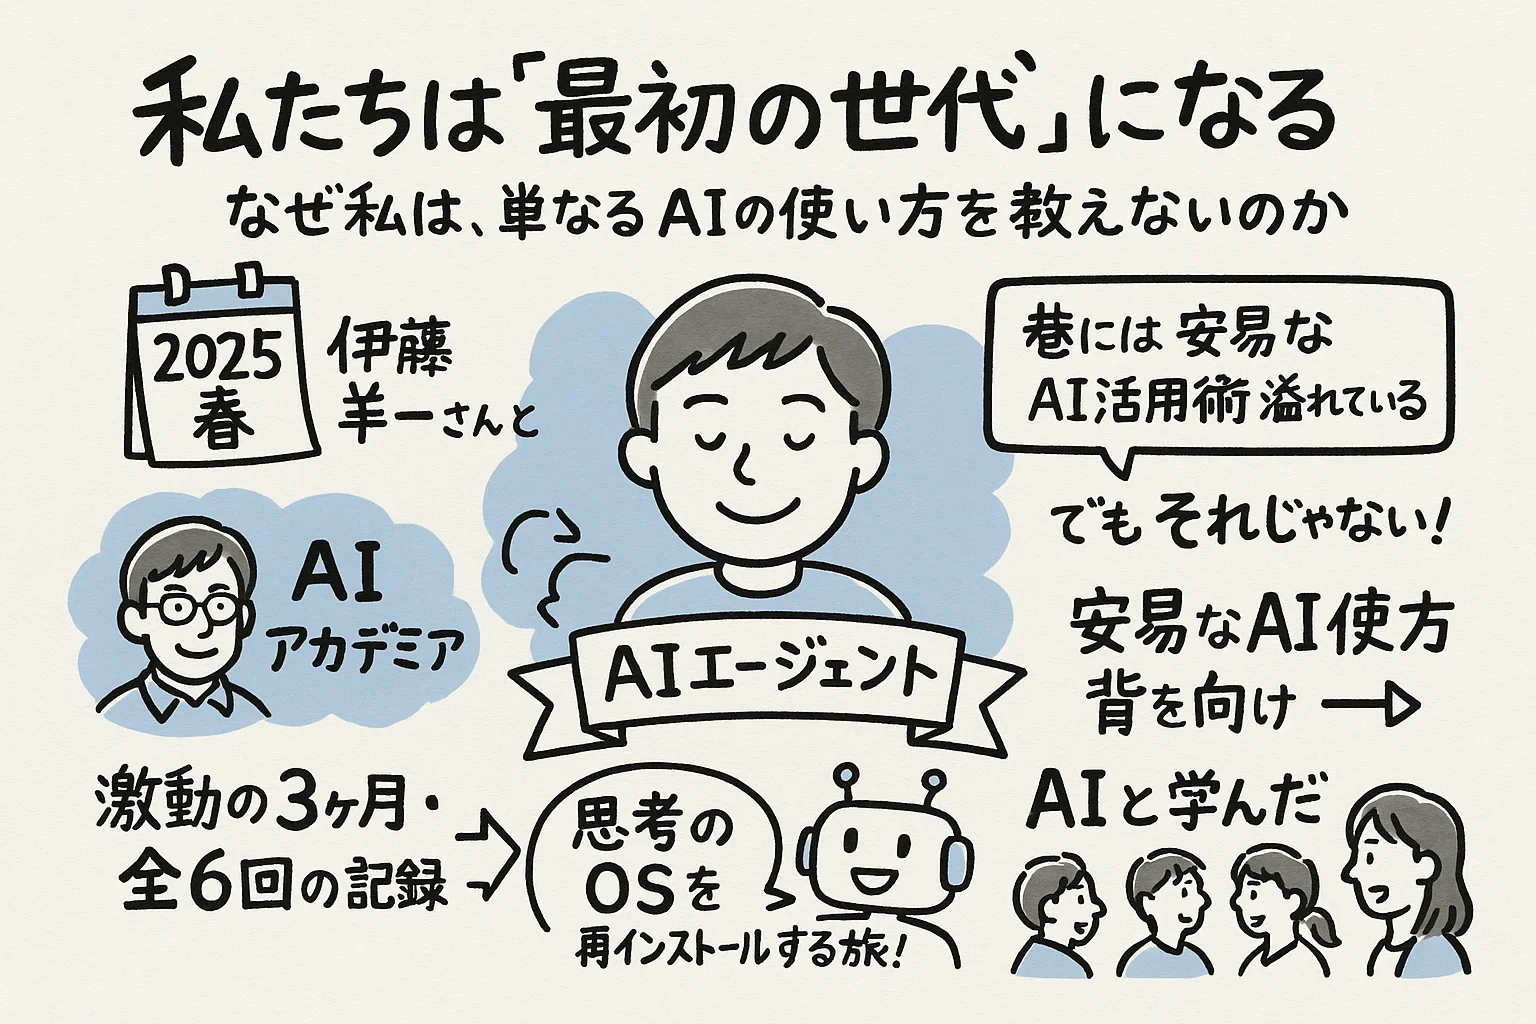 私たちは「最初の世代」になる
なぜ私は、単なるAIの使い方を教えないのか
2025
春
伊藤
羊一さんと
AI
アカデミア
AIエージェント
巷には安易な
AI活用術溢れている
でもそれじゃない!
安易なAI使方
背を向け
激動の3ヶ月・
全6回の記録
思考の
OSを
再インストールする旅!
AIと学んだ